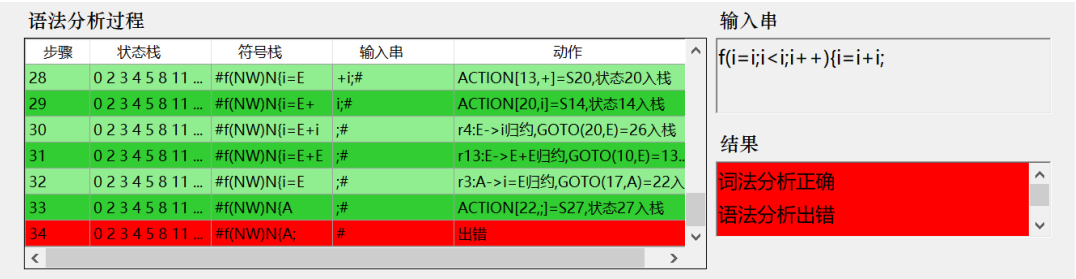 语法分析过程
步骤 状态栈 符号栈 输入串 动作
28 0 2 3 4 5 8 11 ... #f(NW)N{i=E +i;# ACTION[13,+]=S20,状态20入栈
29 0 2 3 4 5 8 11 ... #f(NW)N{i=E+ i;# ACTION[20,i]=S14,状态14入栈
30 0 2 3 4 5 8 11 ... #f(NW)N{i=E+i ;# r4:E->i归约,GOTO(20,E)=26入栈
31 0 2 3 4 5 8 11 ... #f(NW)N{i=E+E ;# r13:E->E+E归约,GOTO(10,E)=13...
32 0 2 3 4 5 8 11 ... #f(NW)N{i=E ;# r3:A->i=E归约,GOTO(17,A)=22入
33 0 2 3 4 5 8 11 ... #f(NW)N{A ;# ACTION[22,;]=S27,状态27入栈
34 0 2 3 4 5 8 11 ... #f(NW)N{A; # 出错
输入串
f(i=i;i<i;i++){i=i+i;
结果
词法分析正确
语法分析出错